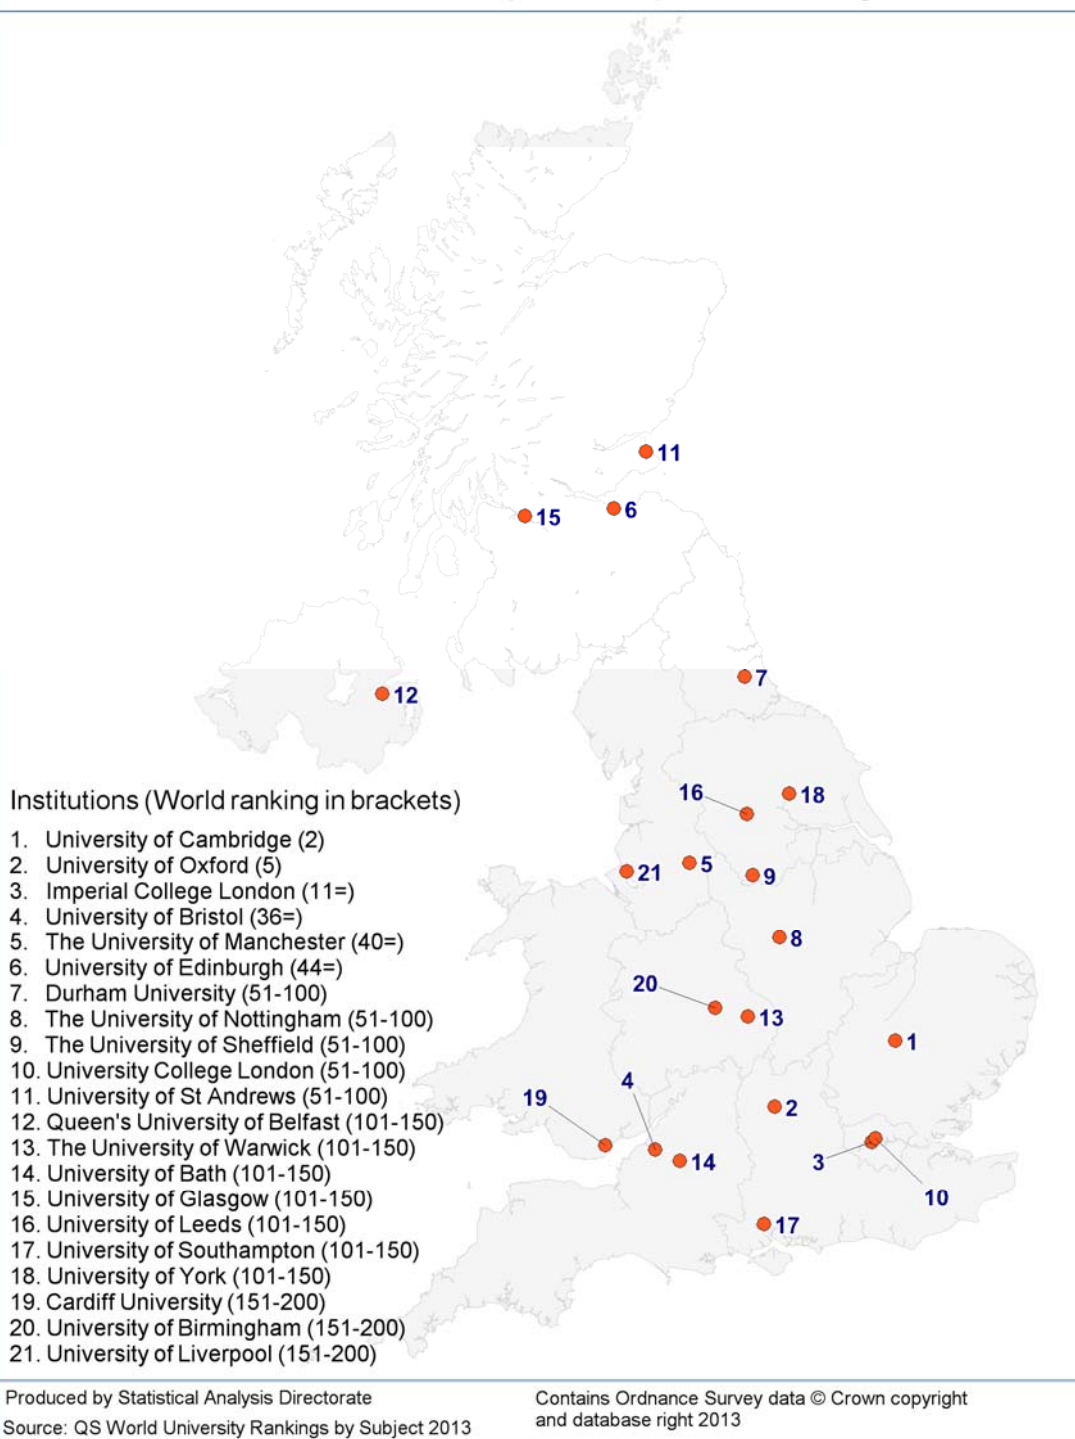 11
6
15
7
12
16
18
21
5
9
8
20
13
1
4
19
2
3
14
10
17
Institutions (World ranking in brackets)
1. University of Cambridge (2)
2. University of Oxford (5)
3. Imperial College London (11=)
4. University of Bristol (36=)
5. The University of Manchester (40=)
6. University of Edinburgh (44=)
7. Durham University (51-100)
8. The University of Nottingham (51-100)
9. The University of Sheffield (51-100)
10. University College London (51-100)
11. University of St Andrews (51-100)
12. Queen's University of Belfast (101-150)
13. The University of Warwick (101-150)
14. University of Bath (101-150)
15. University of Glasgow (101-150)
16. University of Leeds (101-150)
17. University of Southampton (101-150)
18. University of York (101-150)
19. Cardiff University (151-200)
20. University of Birmingham (151-200)
21. University of Liverpool (151-200)
Produced by Statistical Analysis Directorate
Source: QS World University Rankings by Subject 2013
Contains Ordnance Survey data © Crown copyright
and database right 2013